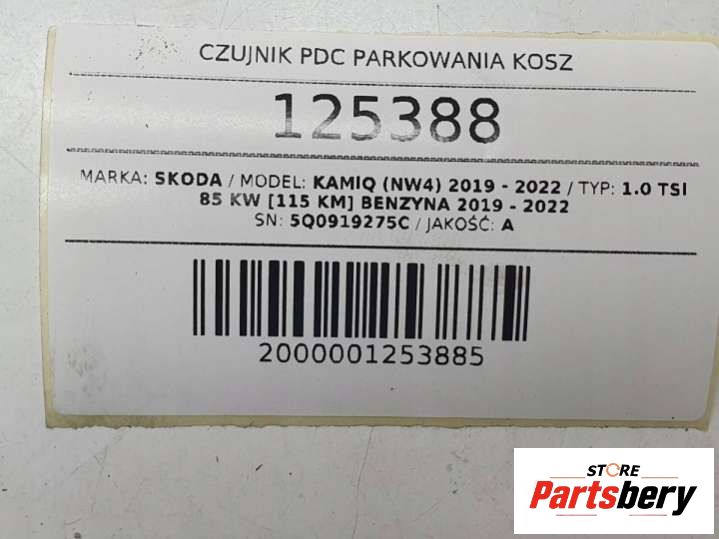 CZUJNIK PDC PARKOWANIA KOSZ
125388
MARKA: SKODA / MODEL: KAMIQ (NW4) 2019 - 2022 / TYP: 1.0 TSI
85 KW [115 KM] BENZYNA 2019 - 2022
SN: 5Q0919275C / JAKOŚĆ: A
2000001253885
STORE
Partsbery